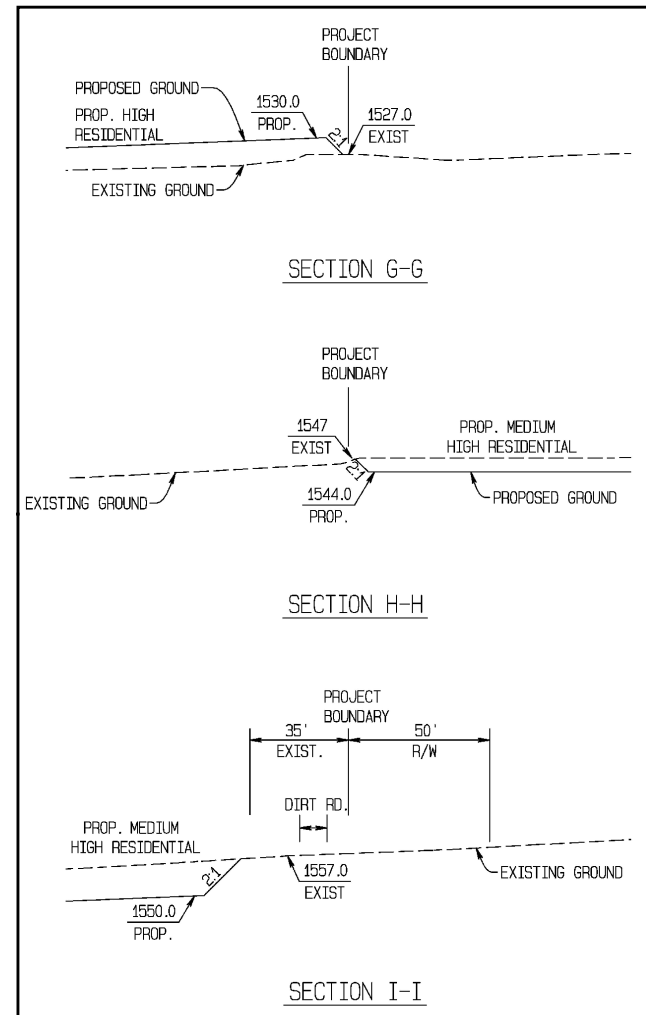 PROJECT
BOUNDARY
PROPOSED GROUND
PROP. HIGH
RESIDENTIAL
1530.0
PROP.
2:1
1527.0
EXIST
EXISTING GROUND
SECTION G-G
PROJECT
BOUNDARY
1547
EXIST
PROP. MEDIUM
HIGH RESIDENTIAL
2:1
EXISTING GROUND
1544.0
PROP.
PROPOSED GROUND
SECTION H-H
PROJECT
BOUNDARY
35'
EXIST.
50'
R/W
DIRT RD.
PROP. MEDIUM
HIGH RESIDENTIAL
2:1
1557.0
EXIST
EXISTING GROUND
1550.0
PROP.
SECTION I-I